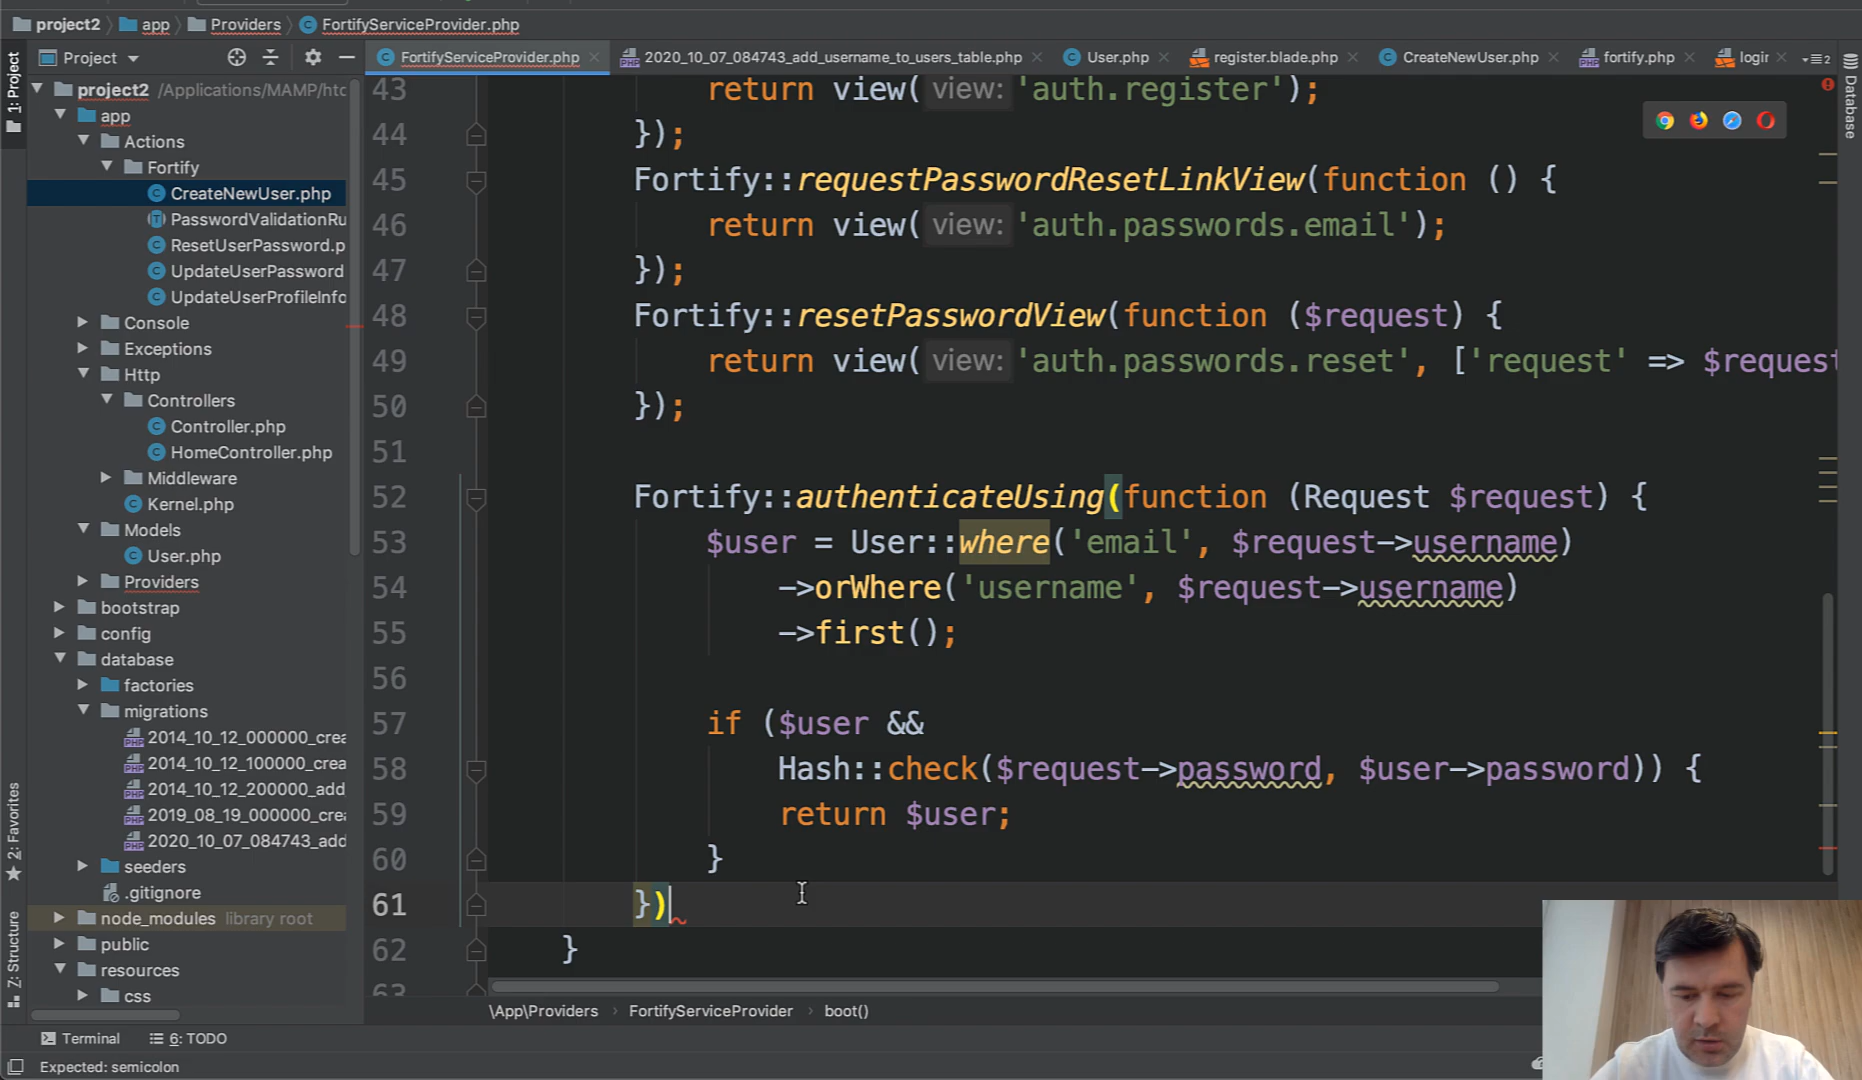 project2 app Providers FortifyServiceProvider.php
Project
FortifyServiceProvider.php
2020_10_07_084743_add_username_to_users_table.php
User.php
register.blade.php
CreateNewUser.php
fortify.php
login
2
1: Project
project2 /Applications/MAMP/htdc
app
Actions
Fortify
CreateNewUser.php
PasswordValidationRu
ResetUserPassword.p
UpdateUserPassword
UpdateUserProfileInfo
Console
Exceptions
Http
Controllers
Controller.php
HomeController.php
Middleware
Kernel.php
Models
User.php
Providers
bootstrap
config
database
factories
migrations
2014_10_12_000000_crea
2014_10_12_100000_crea
2014_10_12_200000_add
2019_08_19_000000_crea
2020_10_07_084743_add
seeders
.gitignore
node_modules library root
public
resources
css
2: Favorites
Z: Structure
43 return view( view: 'auth.register');
44 });
45 Fortify::requestPasswordResetLinkView(function () {
46 return view( view: 'auth.passwords.email');
47 });
48 Fortify::resetPasswordView(function ($request) {
49 return view( view: 'auth.passwords.reset', ['request' => $request
50 });
51
52 Fortify::authenticateUsing(function (Request $request) {
53 $user = User::where('email', $request->username)
54 ->orWhere('username', $request->username)
55 ->first();
56
57 if ($user &&
58 Hash::check($request->password, $user->password)) {
59 return $user;
60 }
61 })
62 }
63
Database
\App\Providers › FortifyServiceProvider › boot()
Terminal 6: TODO
Expected: semicolon